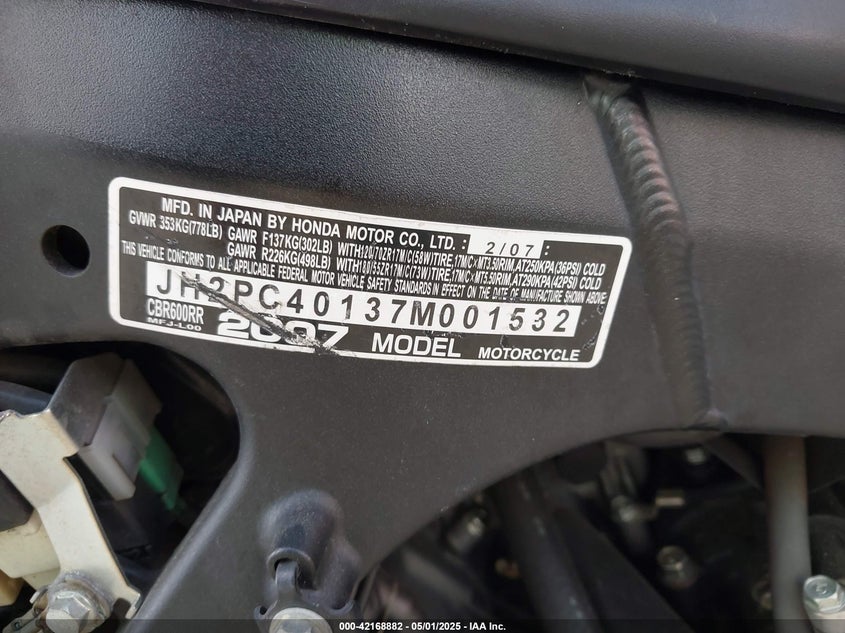 MFD. IN JAPAN BY HONDA MOTOR CO., LTD. : 2/07 :
GVWR 353KG(778LB) GAWR F137KG(302LB) WITH120/70ZR17M/C(58W)TIRE,17M/C×MT3.50RIM,AT250KPA(36PSI) COLD
GAWR R226KG(498LB) WITH180/55ZR17M/C(73W)TIRE,17M/C×MT5.50RIM,AT290KPA(42PSI) COLD
THIS VEHICLE CONFORMS TO ALL APPLICABLE FEDERAL MOTOR VEHICLE SAFETY STANDARDS IN EFFECT ON THE DATE OF MANUFACTURE SHOWN ABOVE
JH2PC40137M001532
CBR600RR 2007 MODEL MOTORCYCLE
MFJ-L00
000-42168882 - 05/01/2025 - IAA Inc.